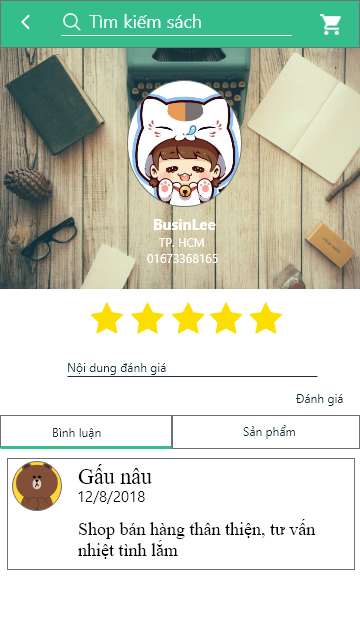 Tìm kiếm sách
BusinLee
TP. HCM
01673368165
Nội dung đánh giá
Đánh giá
Bình luận
Sản phẩm
Gấu nâu
12/8/2018
Shop bán hàng thân thiện, tư vấn
nhiệt tình lắm